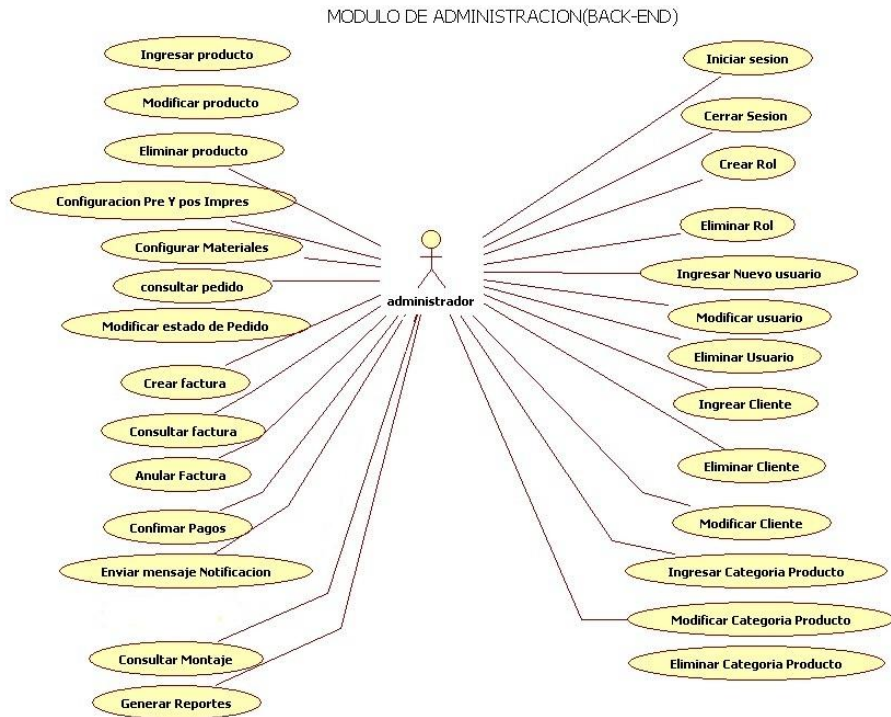 MODULO DE ADMINISTRACION(BACK-END)
Ingresar producto
Modificar producto
Eliminar producto
Configuracion Pre Y pos Impres
Configurar Materiales
consultar pedido
Modificar estado de Pedido
Crear factura
Consultar factura
Anular Factura
Confimar Pagos
Enviar mensaje Notificacion
Consultar Montaje
Generar Reportes
administrador
Iniciar sesion
Cerrar Sesion
Crear Rol
Eliminar Rol
Ingresar Nuevo usuario
Modificar usuario
Eliminar Usuario
Ingrear Cliente
Eliminar Cliente
Modificar Cliente
Ingresar Categoria Producto
Modificar Categoria Producto
Eliminar Categoria Producto